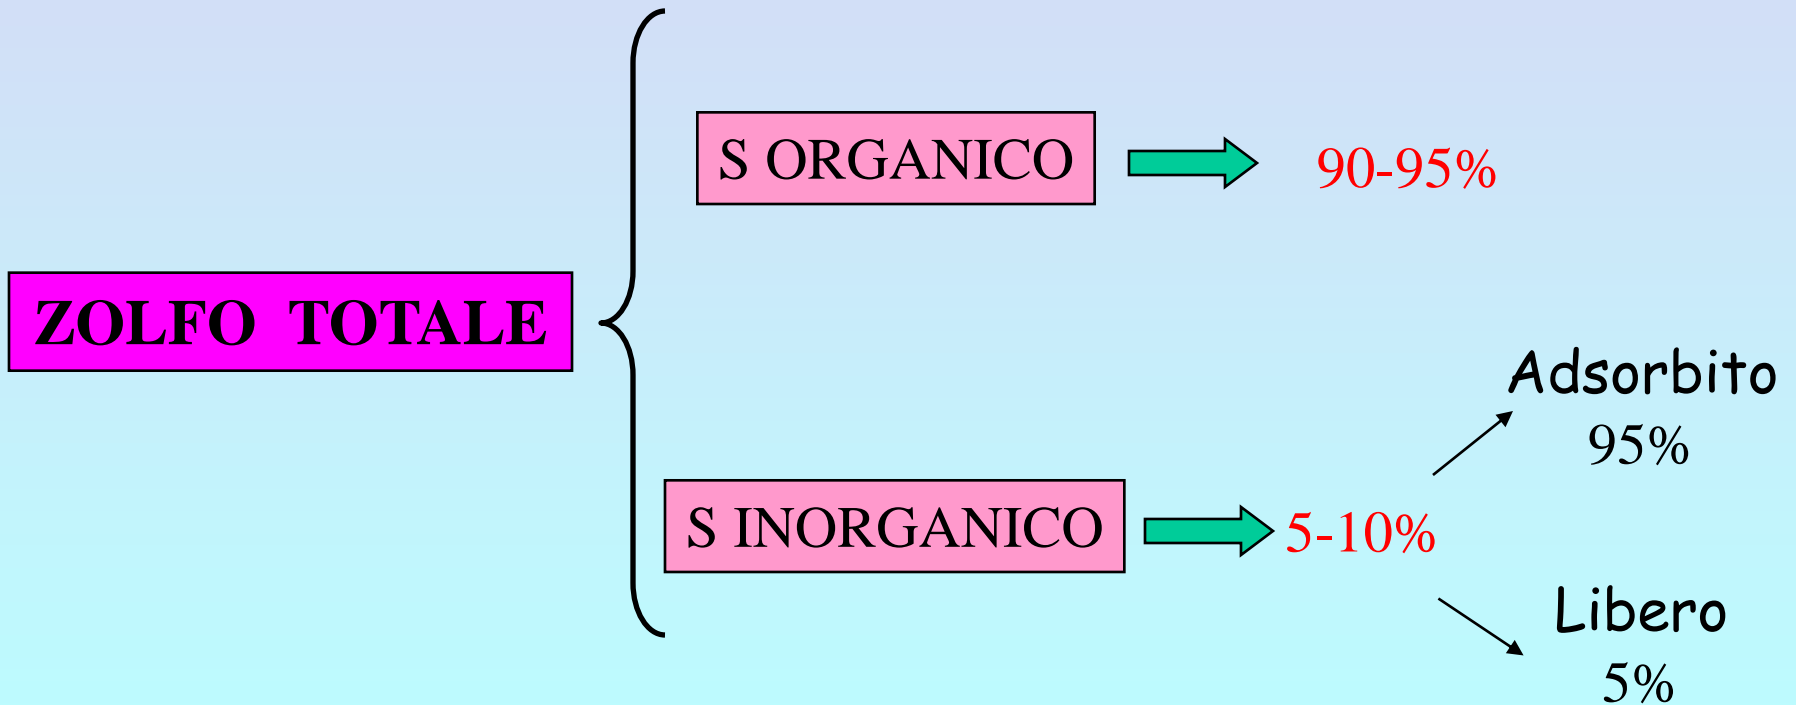 S ORGANICO
90-95%
ZOLFO TOTALE
Adsorbito
95%
S INORGANICO
5-10%
Libero
5%